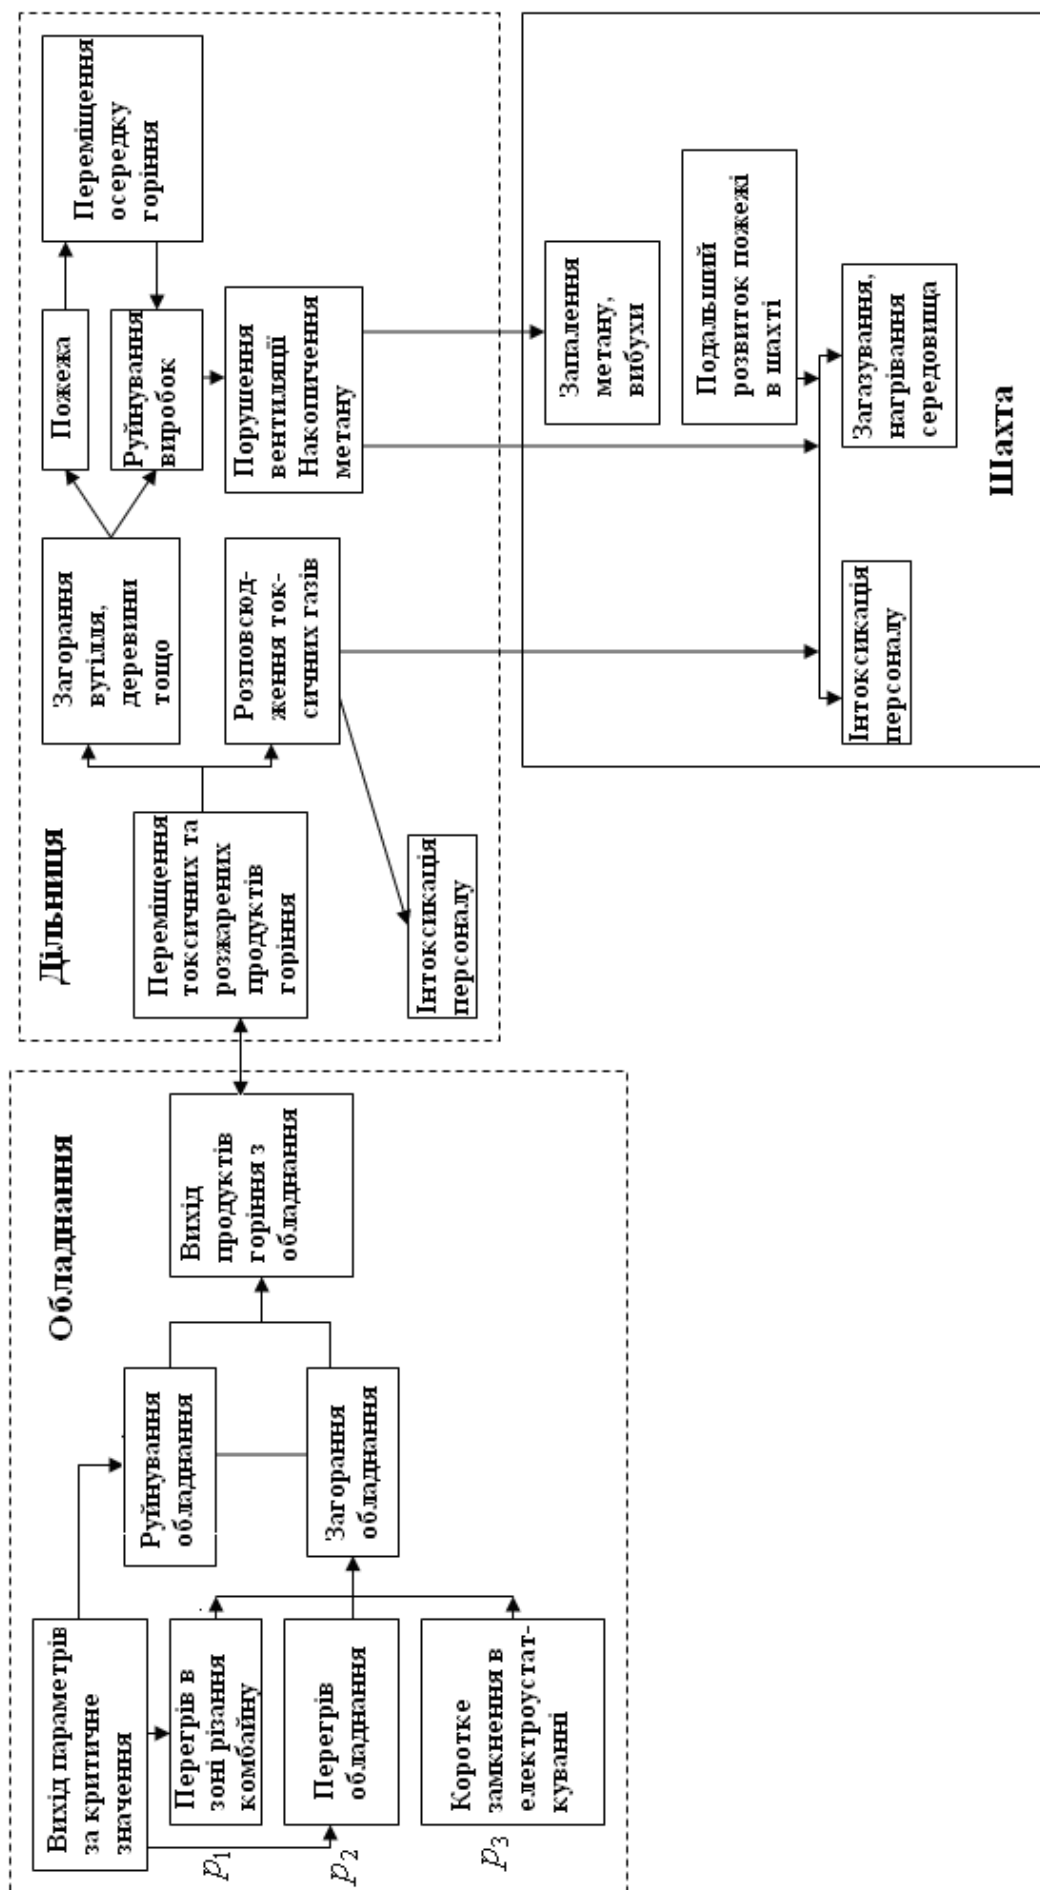 Обладнання
Вихід параметрів
за критичне
значення
Перегрів в
зоні різання
комбайну
Перегрів
обладнання
Коротке
замкнення в
електроустат-
куванні
p1
p2
p3
Руйнування
обладнання
Загорання
обладнання
Вихід
продуктів
горіння з
обладнання
Дільниця
Переміщення
токсичних та
розжарених
продуктів
горіння
Інтоксикація
персоналу
Загорання
вугілля,
деревини
тощо
Розповсюд-
ження ток-
сичних газів
Пожежа
Руйнування
виробок
Порушення
вентиляції
Накопичення
метану
Переміщення
осередку
горіння
Запалення
метану,
вибухи
Подальший
розвиток пожежі
в шахті
Інтоксикація
персоналу
Загазування,
нагрівання
середовища
Шахта